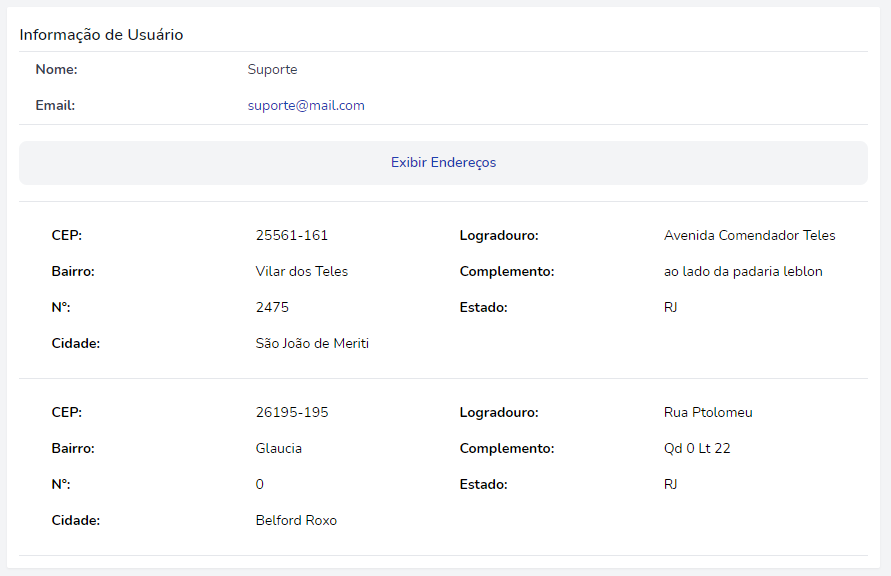 Informação de Usuário
Nome: Suporte
Email: suporte@mail.com
Exibir Endereços
CEP: 25561-161 Logradouro: Avenida Comendador Teles
Bairro: Vilar dos Teles Complemento: ao lado da padaria leblon
Nº: 2475 Estado: RJ
Cidade: São João de Meriti
CEP: 26195-195 Logradouro: Rua Ptolomeu
Bairro: Glaucia Complemento: Qd 0 Lt 22
Nº: 0 Estado: RJ
Cidade: Belford Roxo